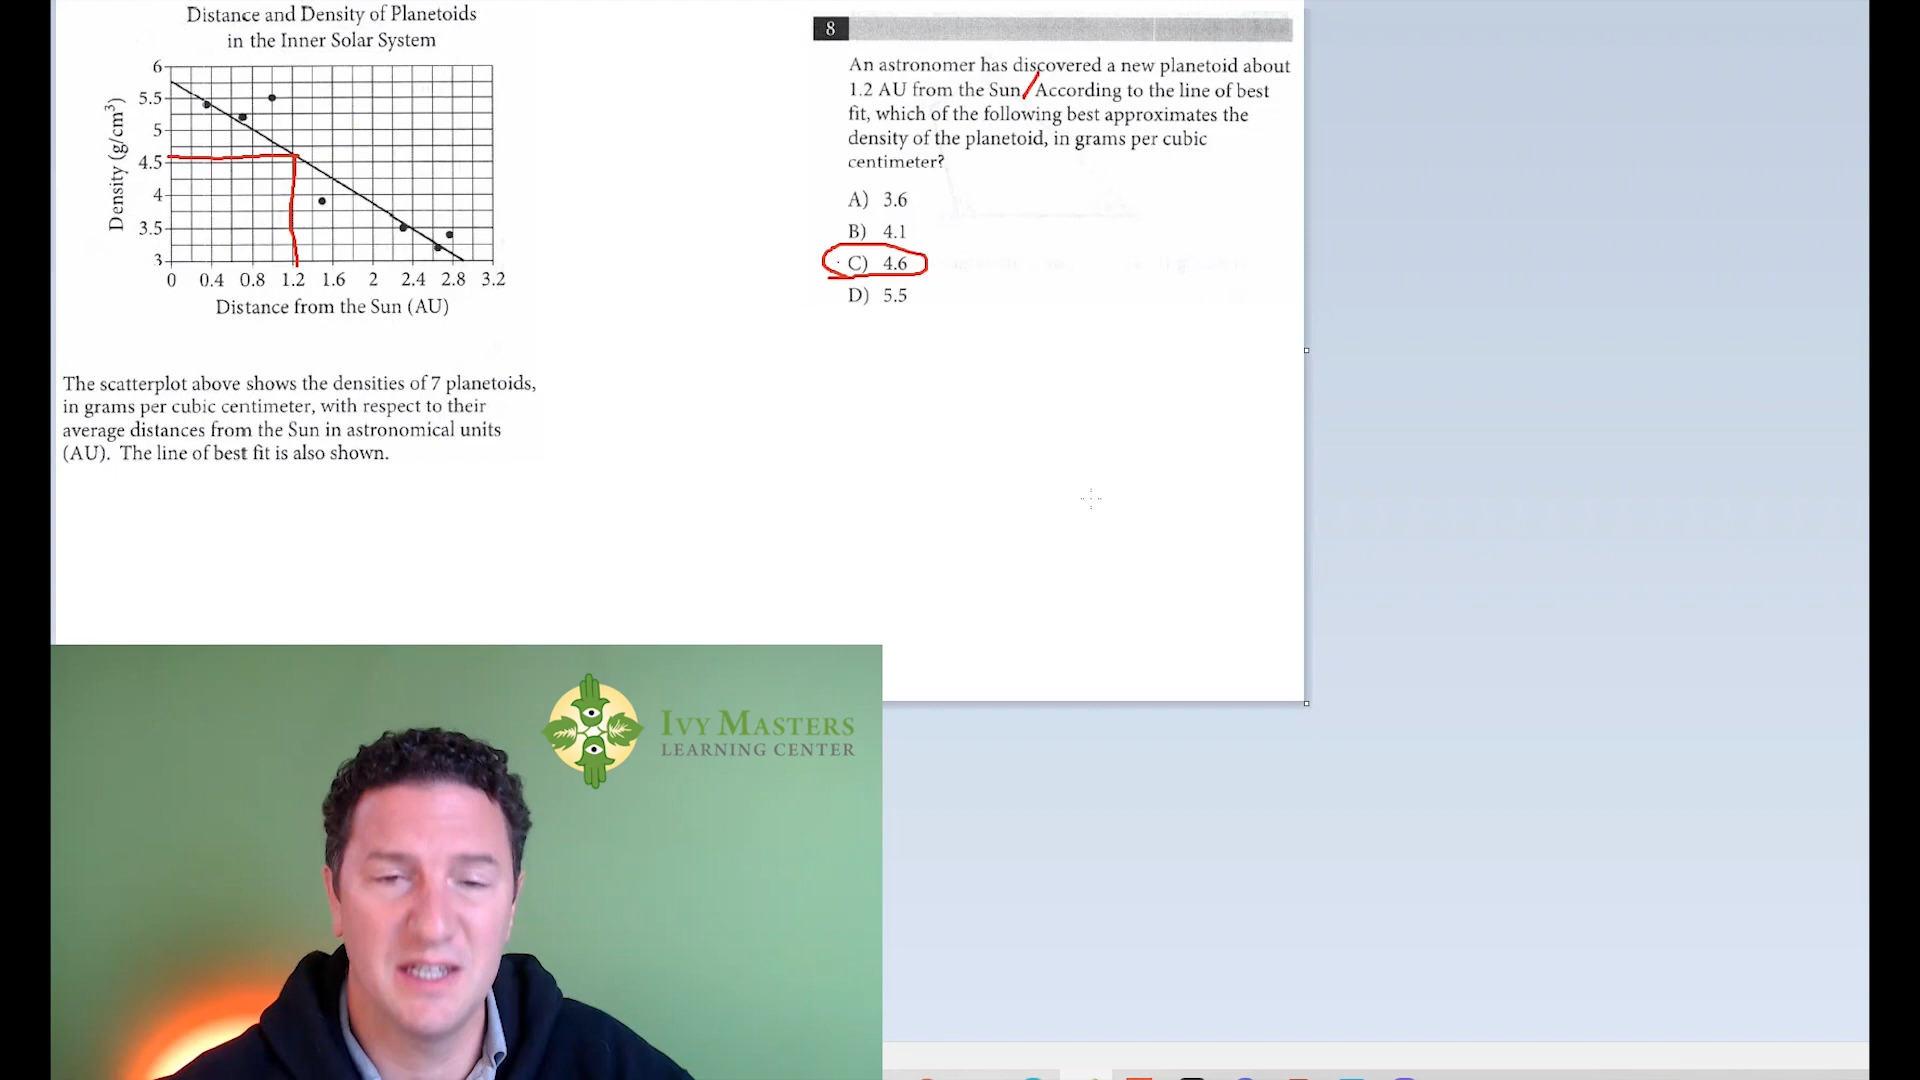 Distance and Density of Planetoids
in the Inner Solar System
6
5.5
5
4.5
4
3.5
3
Density (g/cm³)
0 0.4 0.8 1.2 1.6 2 2.4 2.8 3.2
Distance from the Sun (AU)
The scatterplot above shows the densities of 7 planetoids,
in grams per cubic centimeter, with respect to their
average distances from the Sun in astronomical units
(AU). The line of best fit is also shown.
8
An astronomer has discovered a new planetoid about
1.2 AU from the Sun. According to the line of best
fit, which of the following best approximates the
density of the planetoid, in grams per cubic
centimeter?
A) 3.6
B) 4.1
C) 4.6
D) 5.5
IVY MASTERS
LEARNING CENTER